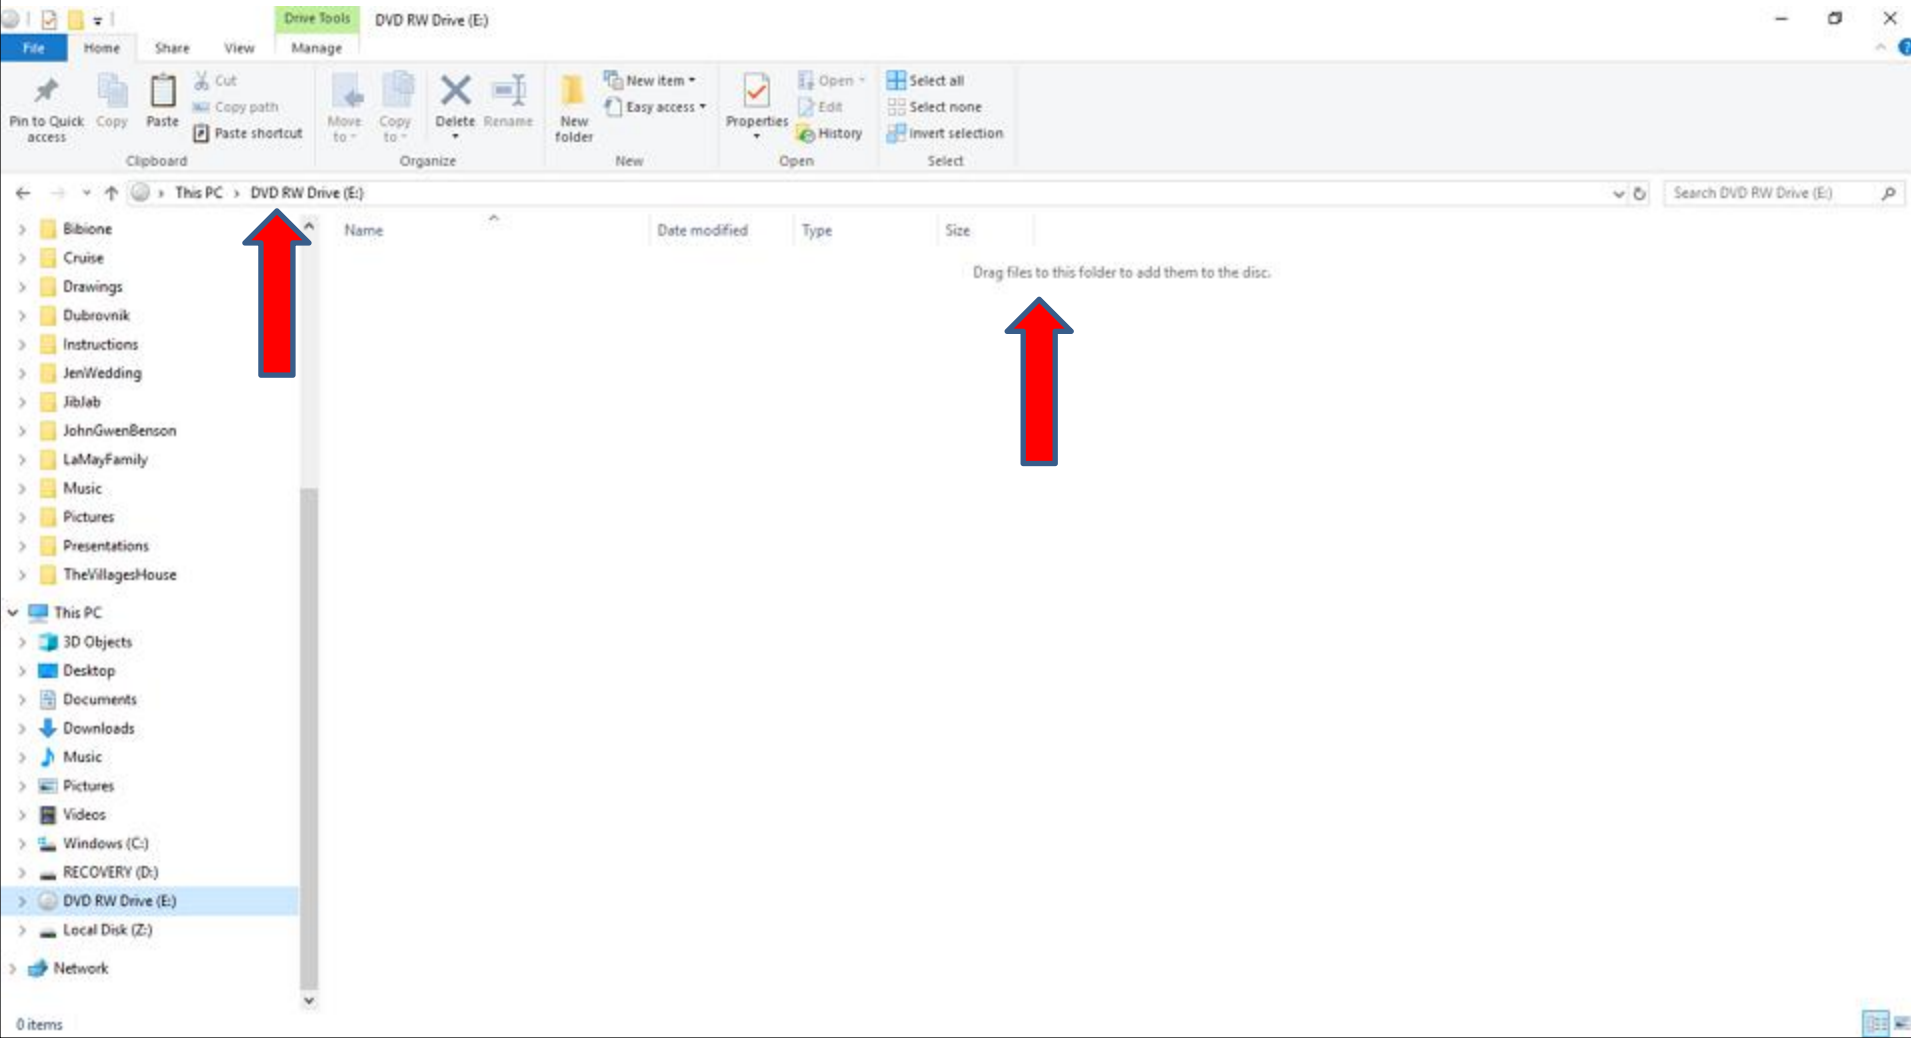 Drive Tools DVD RW Drive (E:)
File Home Share View Manage
Pin to Quick access
Copy
Paste
Cut
Copy path
Paste shortcut
Clipboard
Move to
Copy to
Delete
Rename
Organize
New folder
New item
Easy access
New
Properties
Open
Edit
History
Open
Select all
Select none
Invert selection
Select
This PC > DVD RW Drive (E:)
Search DVD RW Drive (E:)
Name Date modified Type Size
Drag files to this folder to add them to the disc.
Bibione
Cruise
Drawings
Dubrovnik
Instructions
JenWedding
JibJab
JohnGwenBenson
LaMayFamily
Music
Pictures
Presentations
TheVillagesHouse
This PC
3D Objects
Desktop
Documents
Downloads
Music
Pictures
Videos
Windows (C:)
RECOVERY (D:)
DVD RW Drive (E:)
Local Disk (Z:)
Network
0 items